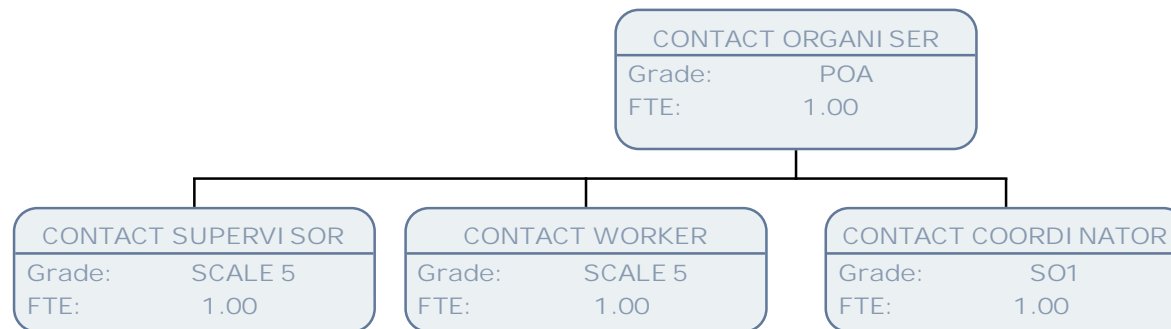 CONTACT ORGANISER
Grade: POA
FTE: 1.00
CONTACT SUPERVISOR
Grade: SCALE 5
FTE: 1.00
CONTACT WORKER
Grade: SCALE 5
FTE: 1.00
CONTACT COORDINATOR
Grade: SO1
FTE: 1.00